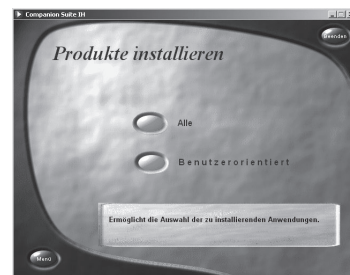 Companion Suite IH
Beenden
Produkte installieren
Alle
Benutzerorientiert
Ermöglicht die Auswahl der zu installierenden Anwendungen.
Menü